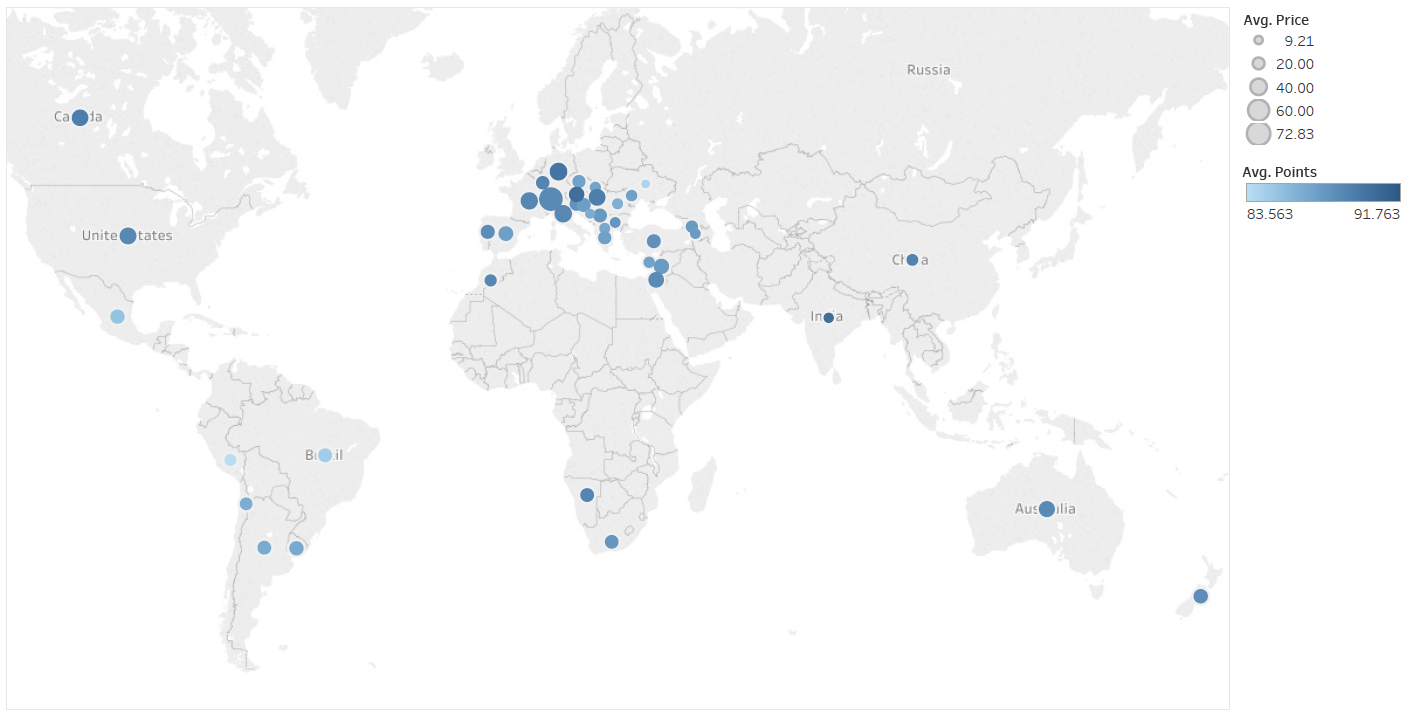 Russia
Canada
United States
China
India
Brazil
Australia
Avg. Price
9.21
20.00
40.00
60.00
72.83
Avg. Points
83.563 91.763